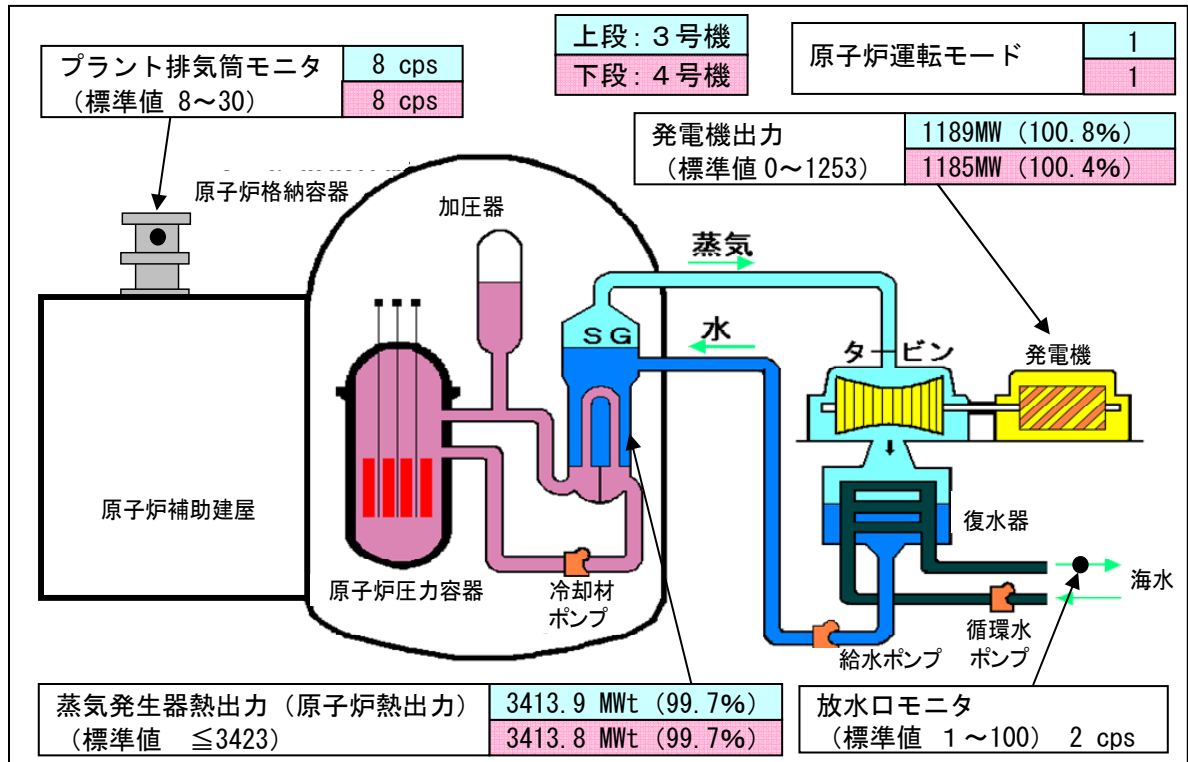 プラント排気筒モニタ
(標準値 8～30)
8 cps
8 cps
上段: 3号機
下段: 4号機
原子炉運転モード
1
1
発電機出力
(標準値 0～1253)
1189MW (100.8%)
1185MW (100.4%)
原子炉格納容器
加圧器
蒸気
SG
水
タービン
発電機
原子炉補助建屋
復水器
原子炉圧力容器
冷却材
ポンプ
海水
循環水
ポンプ
給水ポンプ
蒸気発生器熱出力 (原子炉熱出力)
(標準値 ≦3423)
3413.9 MWt (99.7%)
3413.8 MWt (99.7%)
放水口モニタ
(標準値 1～100) 2 cps